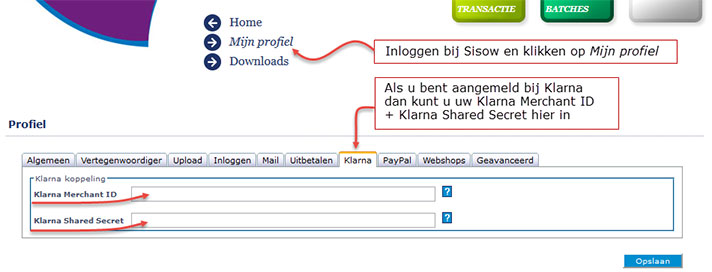 TRANSACTIE
BATCHES
Home
Mijn profiel
Downloads
Inloggen bij Sisow en klikken op Mijn profiel
Als u bent aangemeld bij Klarna
dan kunt u uw Klarna Merchant ID
+ Klarna Shared Secret hier in
Profiel
Algemeen Vertegenwoordiger Upload Inloggen Mail Uitbetalen Klarna PayPal Webshops Geavanceerd
Klarna koppeling
Klarna Merchant ID ?
Klarna Shared Secret ?
Opslaan